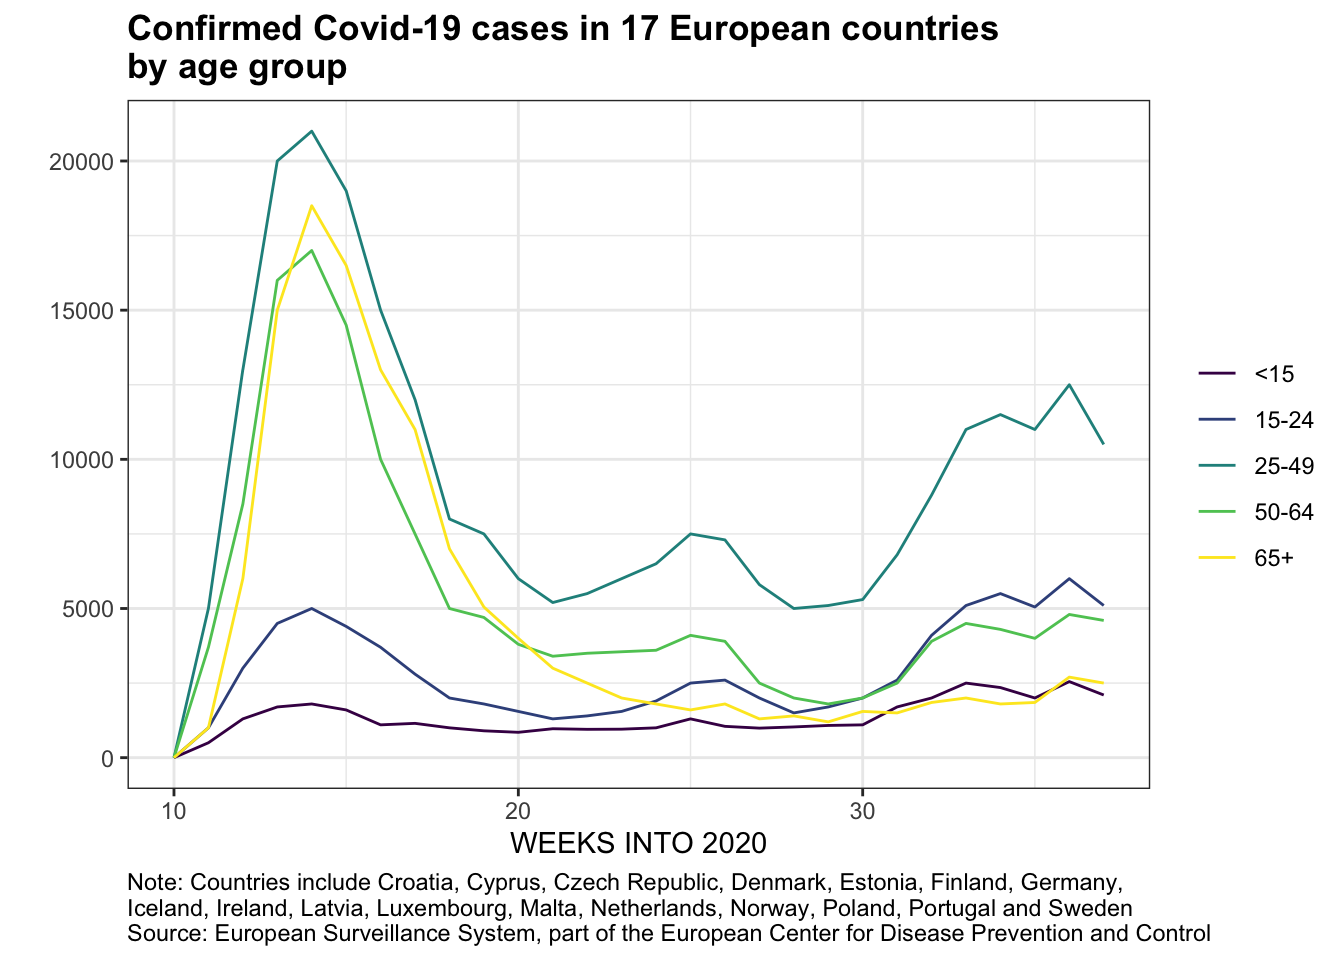 Confirmed Covid-19 cases in 17 European countries
by age group
20000
15000
10000
5000
0
10
20
30
WEEKS INTO 2020
<15
15-24
25-49
50-64
65+
Note: Countries include Croatia, Cyprus, Czech Republic, Denmark, Estonia, Finland, Germany,
Iceland, Ireland, Latvia, Luxembourg, Malta, Netherlands, Norway, Poland, Portugal and Sweden
Source: European Surveillance System, part of the European Center for Disease Prevention and Control